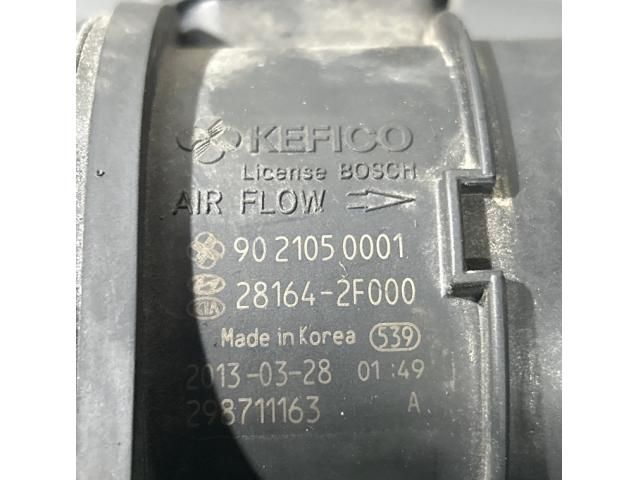 KEFICO
License BOSCH
AIR FLOW
90 2105 0001
28164-2F000
KIA
Made in Korea 539
2013-03-28 01:49
298711163 A